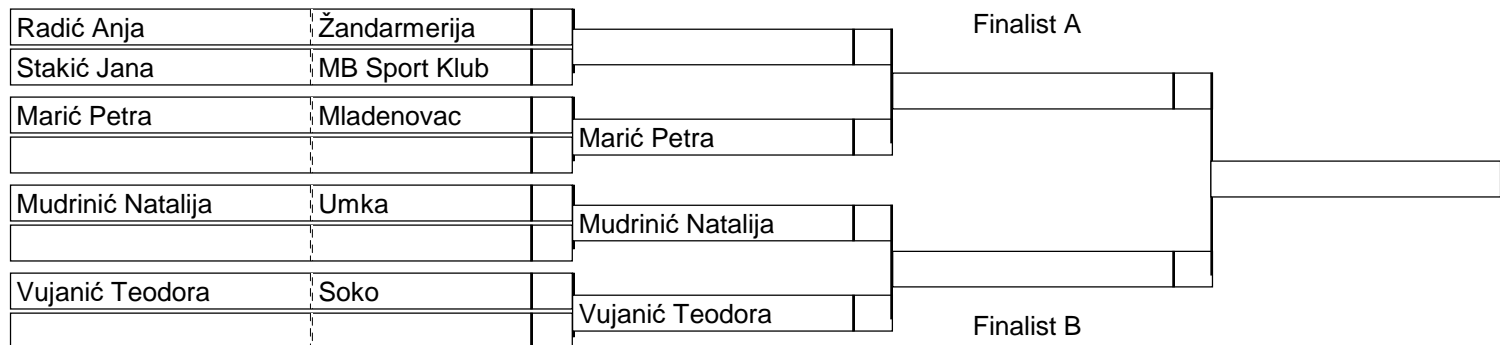 Radić Anja Žandarmerija
Finalist A
Stakić Jana MB Sport Klub
Marić Petra Mladenovac
Marić Petra
Mudrinić Natalija Umka
Mudrinić Natalija
Vujanić Teodora Soko
Vujanić Teodora
Finalist B